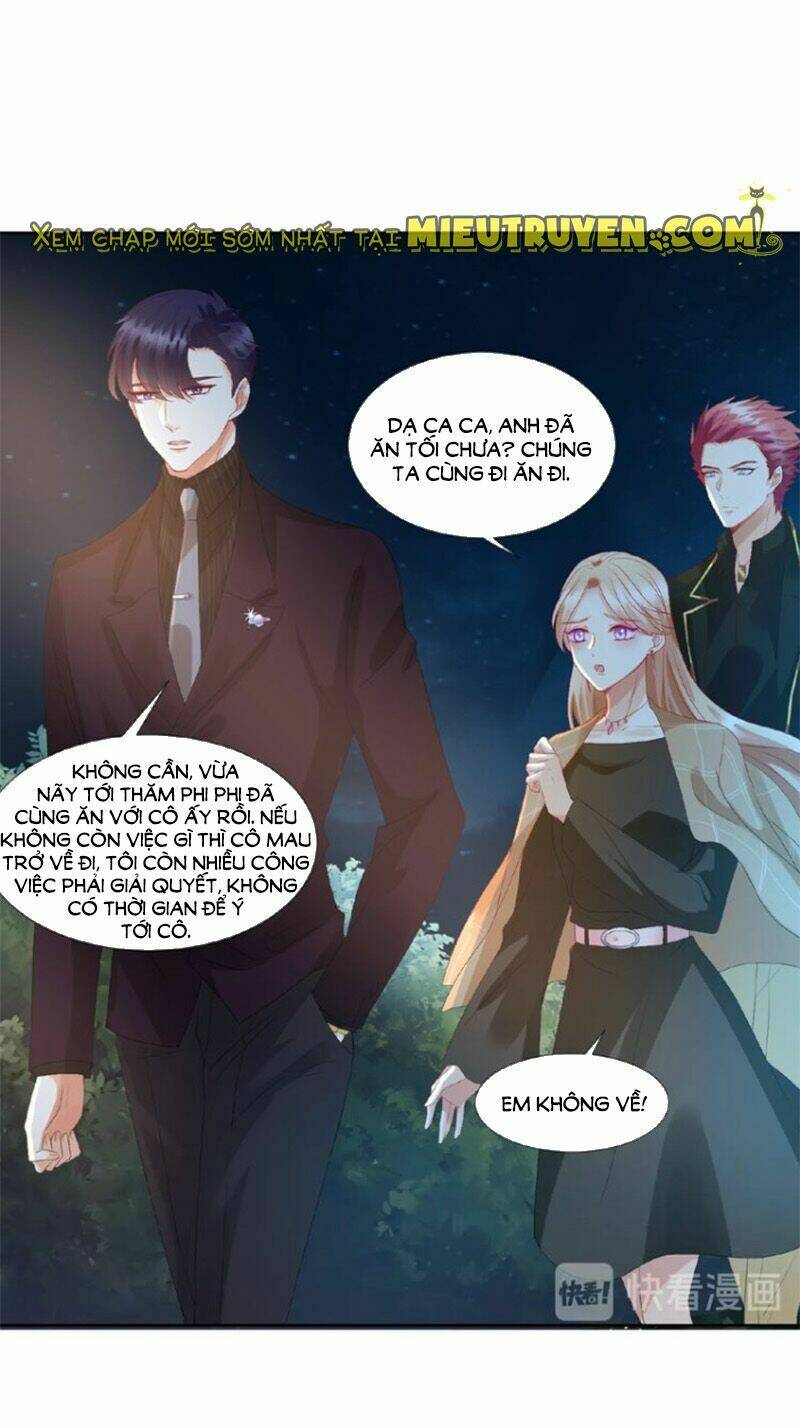 XEM CHAP MỚI SỚM NHẤT TẠI MIEUTRUYEN.COM
DẠ CA CA, ANH ĐÃ
ĂN TỐI CHƯA? CHÚNG
TA CÙNG ĐI ĂN ĐI.
KHÔNG CẦN, VỪA
NÃY TỚI THĂM PHI PHI ĐÃ
CÙNG ĂN VỚI CÔ ẤY RỒI. NẾU
KHÔNG CÒN VIỆC GÌ THÌ CÔ MAU
TRỞ VỀ ĐI, TÔI CÒN NHIỀU CÔNG
VIỆC PHẢI GIẢI QUYẾT, KHÔNG
CÓ THỜI GIAN ĐỂ Ý
TỚI CÔ.
EM KHÔNG VỀ!
快看! 快看漫画